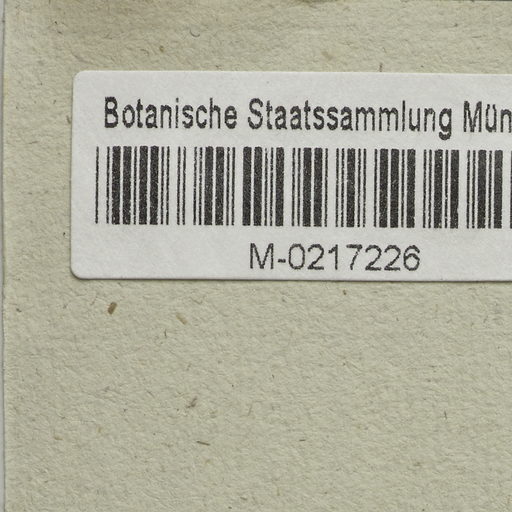 Botanische Staatssammlung Mün
M-0217226